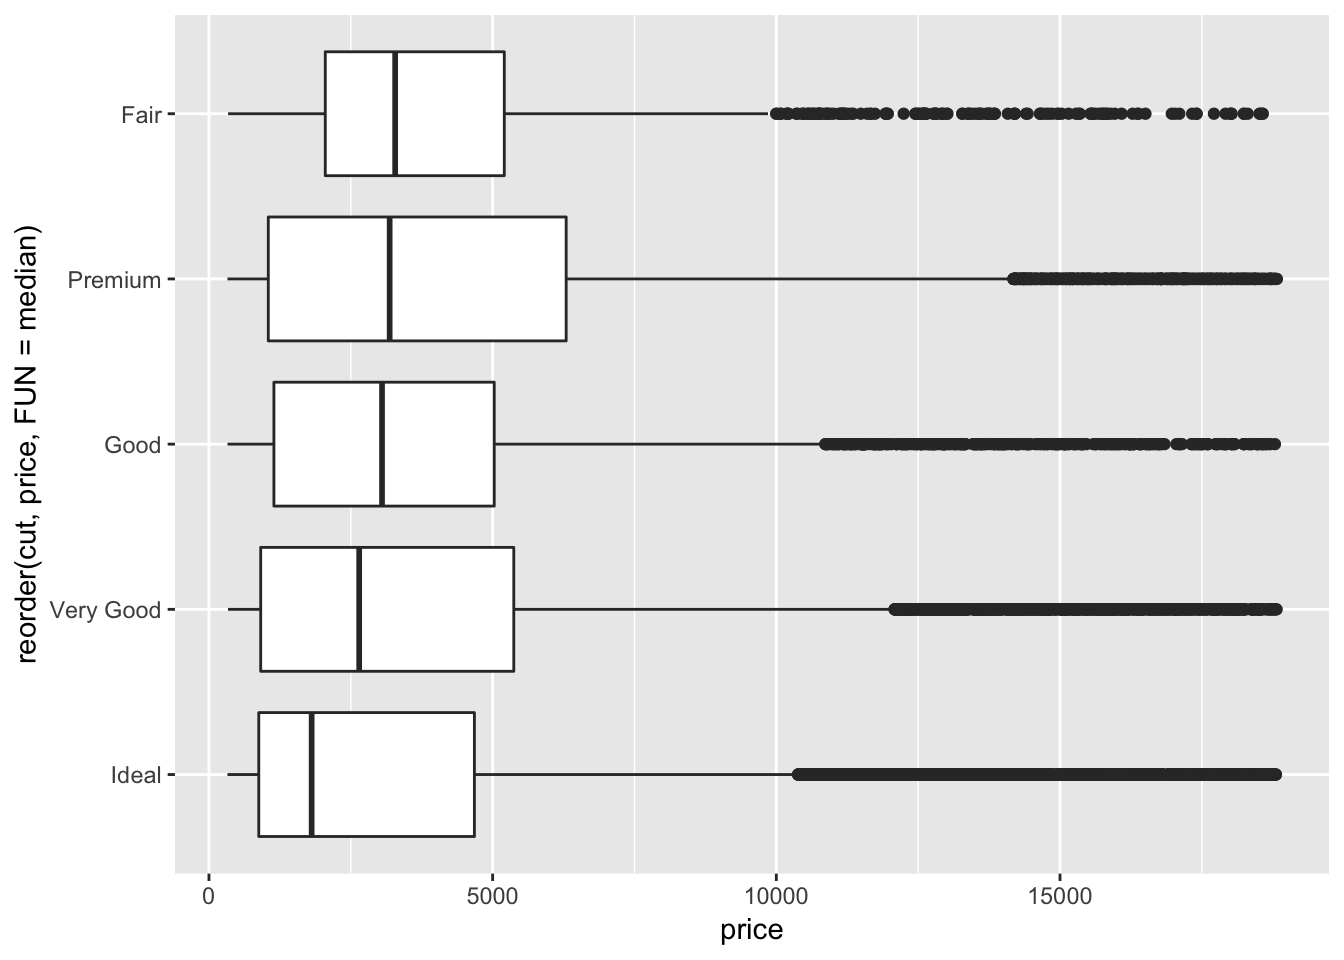 reorder(cut, price, FUN = median)
Fair
Premium
Good
Very Good
Ideal
0 5000 10000 15000
price